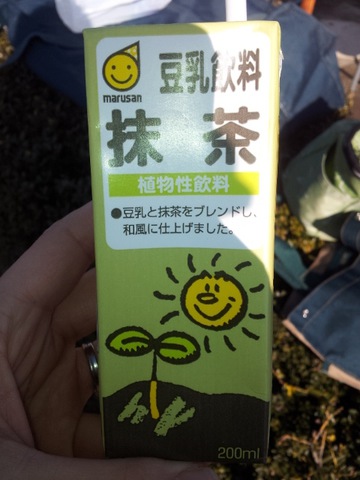 marusan
豆乳飲料
抹茶
植物性飲料
●豆乳と抹茶をブレンドし、
和風に仕上げました。
200ml